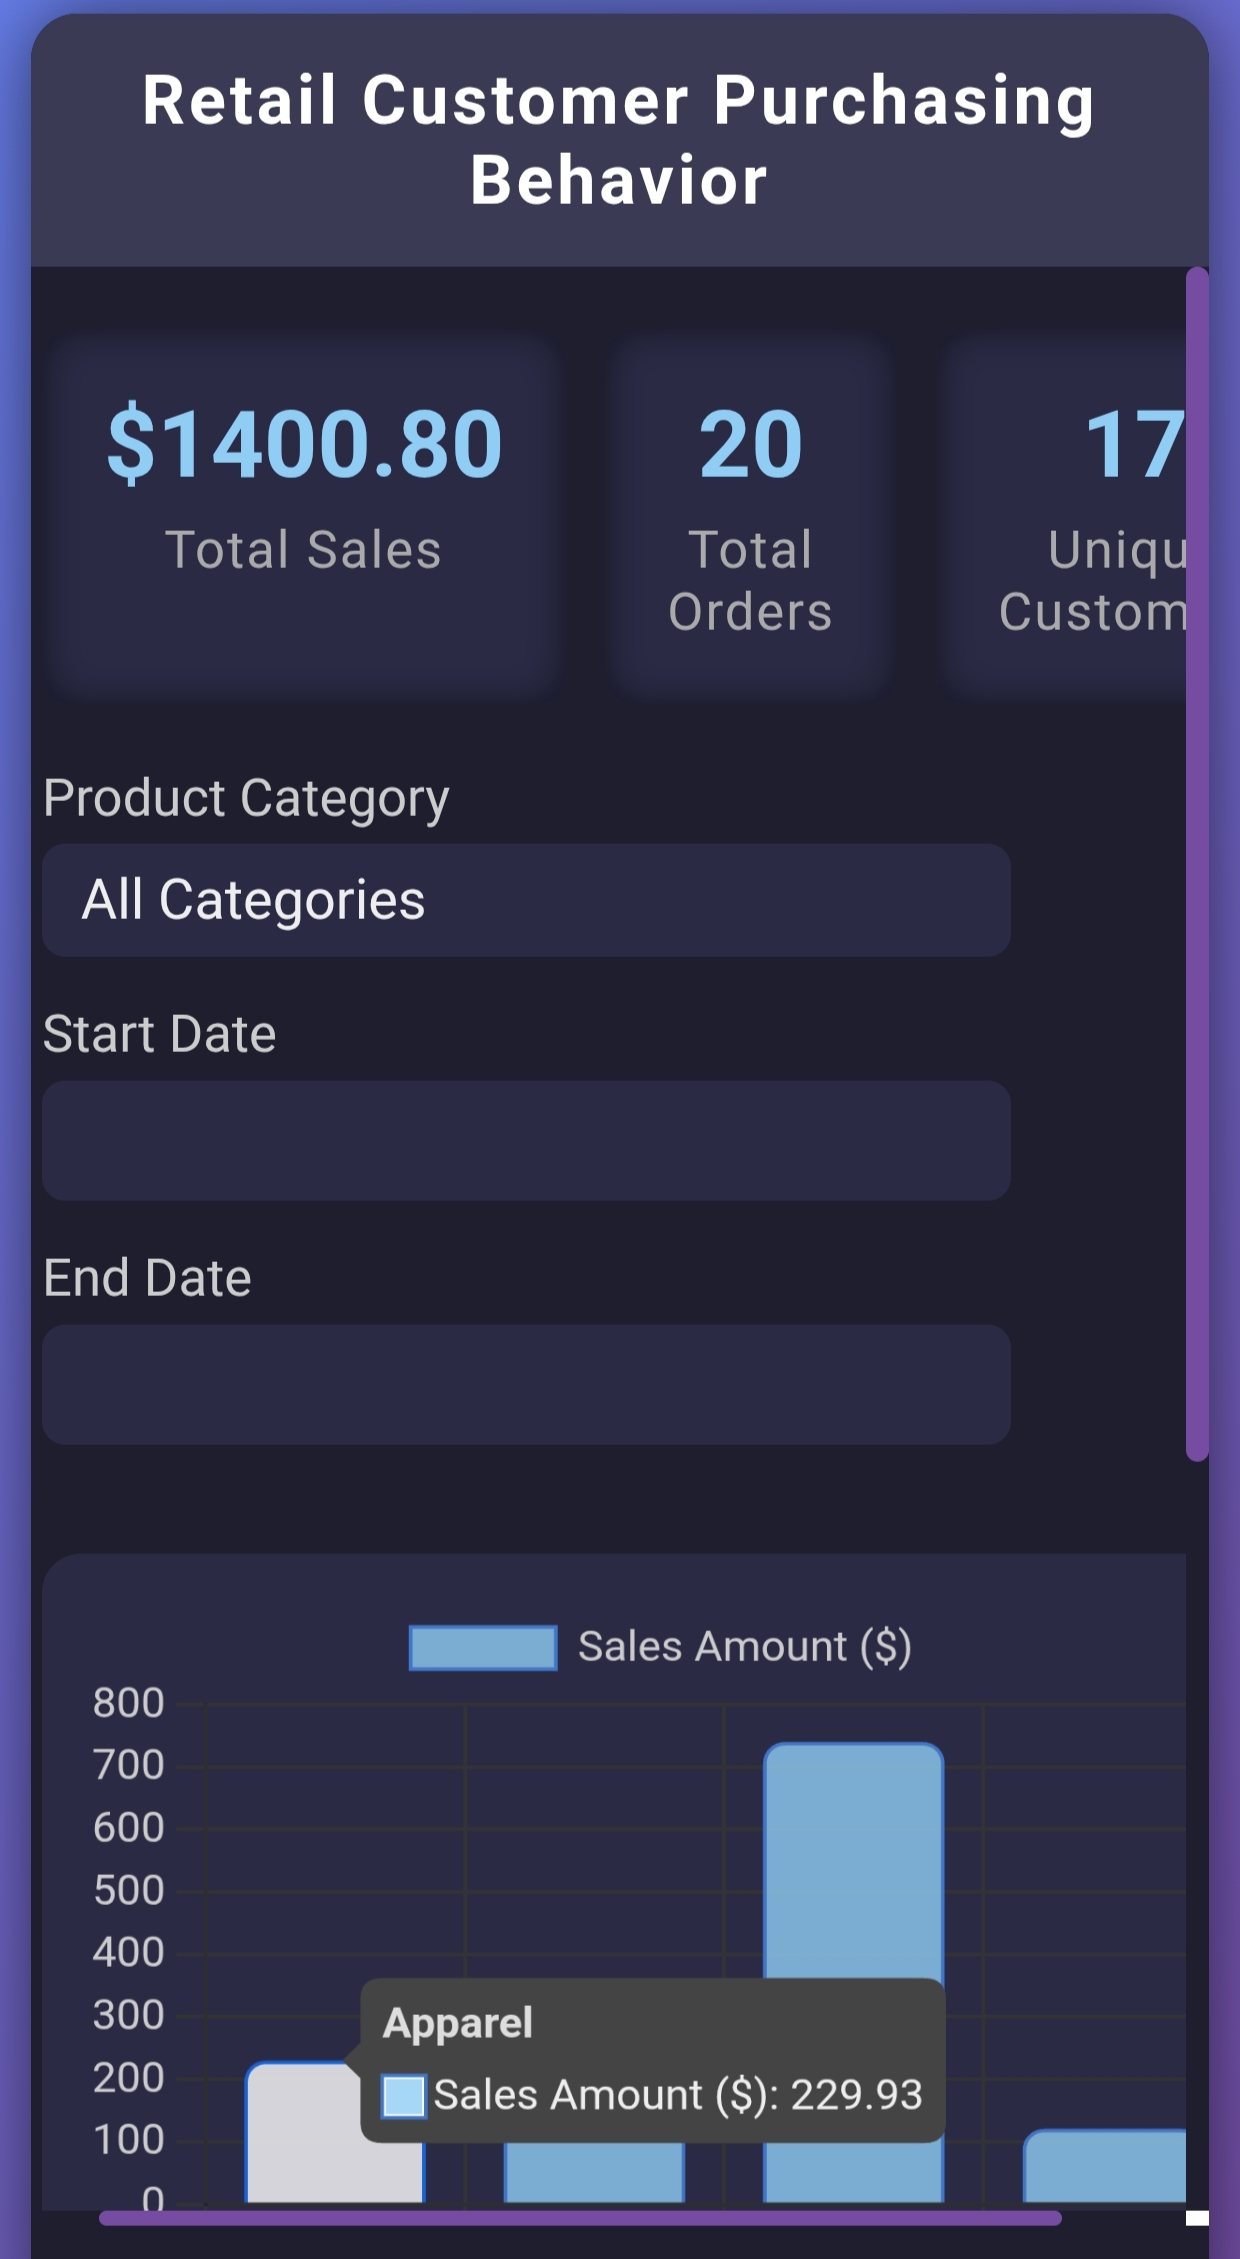 Retail Customer Purchasing
Behavior
$1400.80
Total Sales
20
Total
Orders
17
Uniqu
Custom
Product Category
All Categories
Start Date
End Date
Sales Amount ($)
800
700
600
500
400
300
200
100
0
Apparel
Sales Amount ($): 229.93